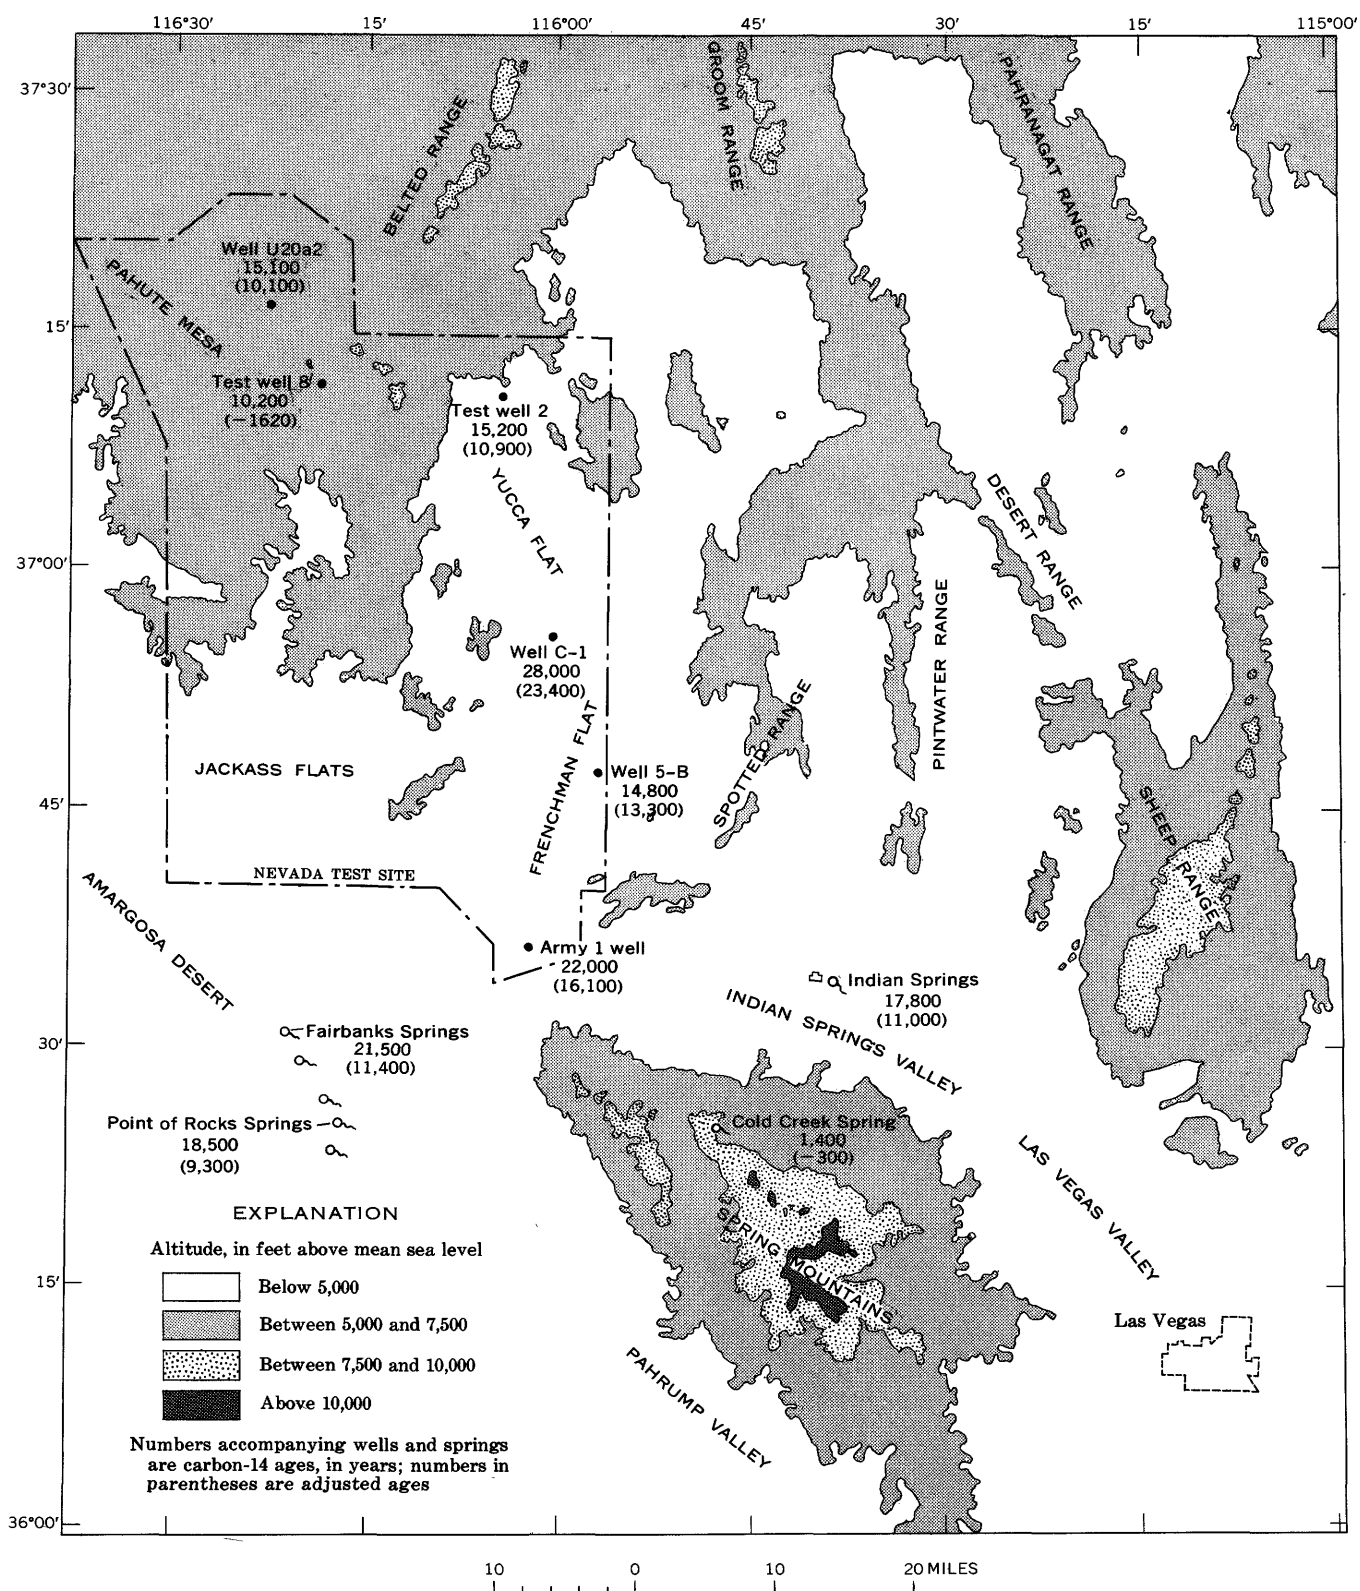 116°30′ 15′ 116°00′ 45′ 30′ 15′ 115°00′
37°30′
BELTED RANGE
GROOM RANGE
PAHRANAGAT RANGE
Well U20a2
15,100
(10,100)
PAHUTE MESA
15′
Test well 8
10,200
(−1620)
Test well 2
15,200
(10,900)
YUCCA FLAT
DESERT RANGE
37°00′
PINTWATER RANGE
Well C-1
28,000
(23,400)
FRENCHMAN FLAT
SPOTTED RANGE
JACKASS FLATS
Well 5-B
14,800
(13,300)
45′
SHEEP RANGE
NEVADA TEST SITE
AMARGOSA DESERT
Army 1 well
22,000
(16,100)
Indian Springs
17,800
(11,000)
INDIAN SPRINGS VALLEY
Fairbanks Springs
21,500
(11,400)
30′
Point of Rocks Springs
18,500
(9,300)
Cold Creek Spring
1,400
(−300)
LAS VEGAS VALLEY
SPRING MOUNTAINS
EXPLANATION
Altitude, in feet above mean sea level
15′
Below 5,000
Between 5,000 and 7,500
Between 7,500 and 10,000
Above 10,000
Las Vegas
PAHRUMP VALLEY
Numbers accompanying wells and springs
are carbon-14 ages, in years; numbers in
parentheses are adjusted ages
36°00′
10 0 10 20 MILES